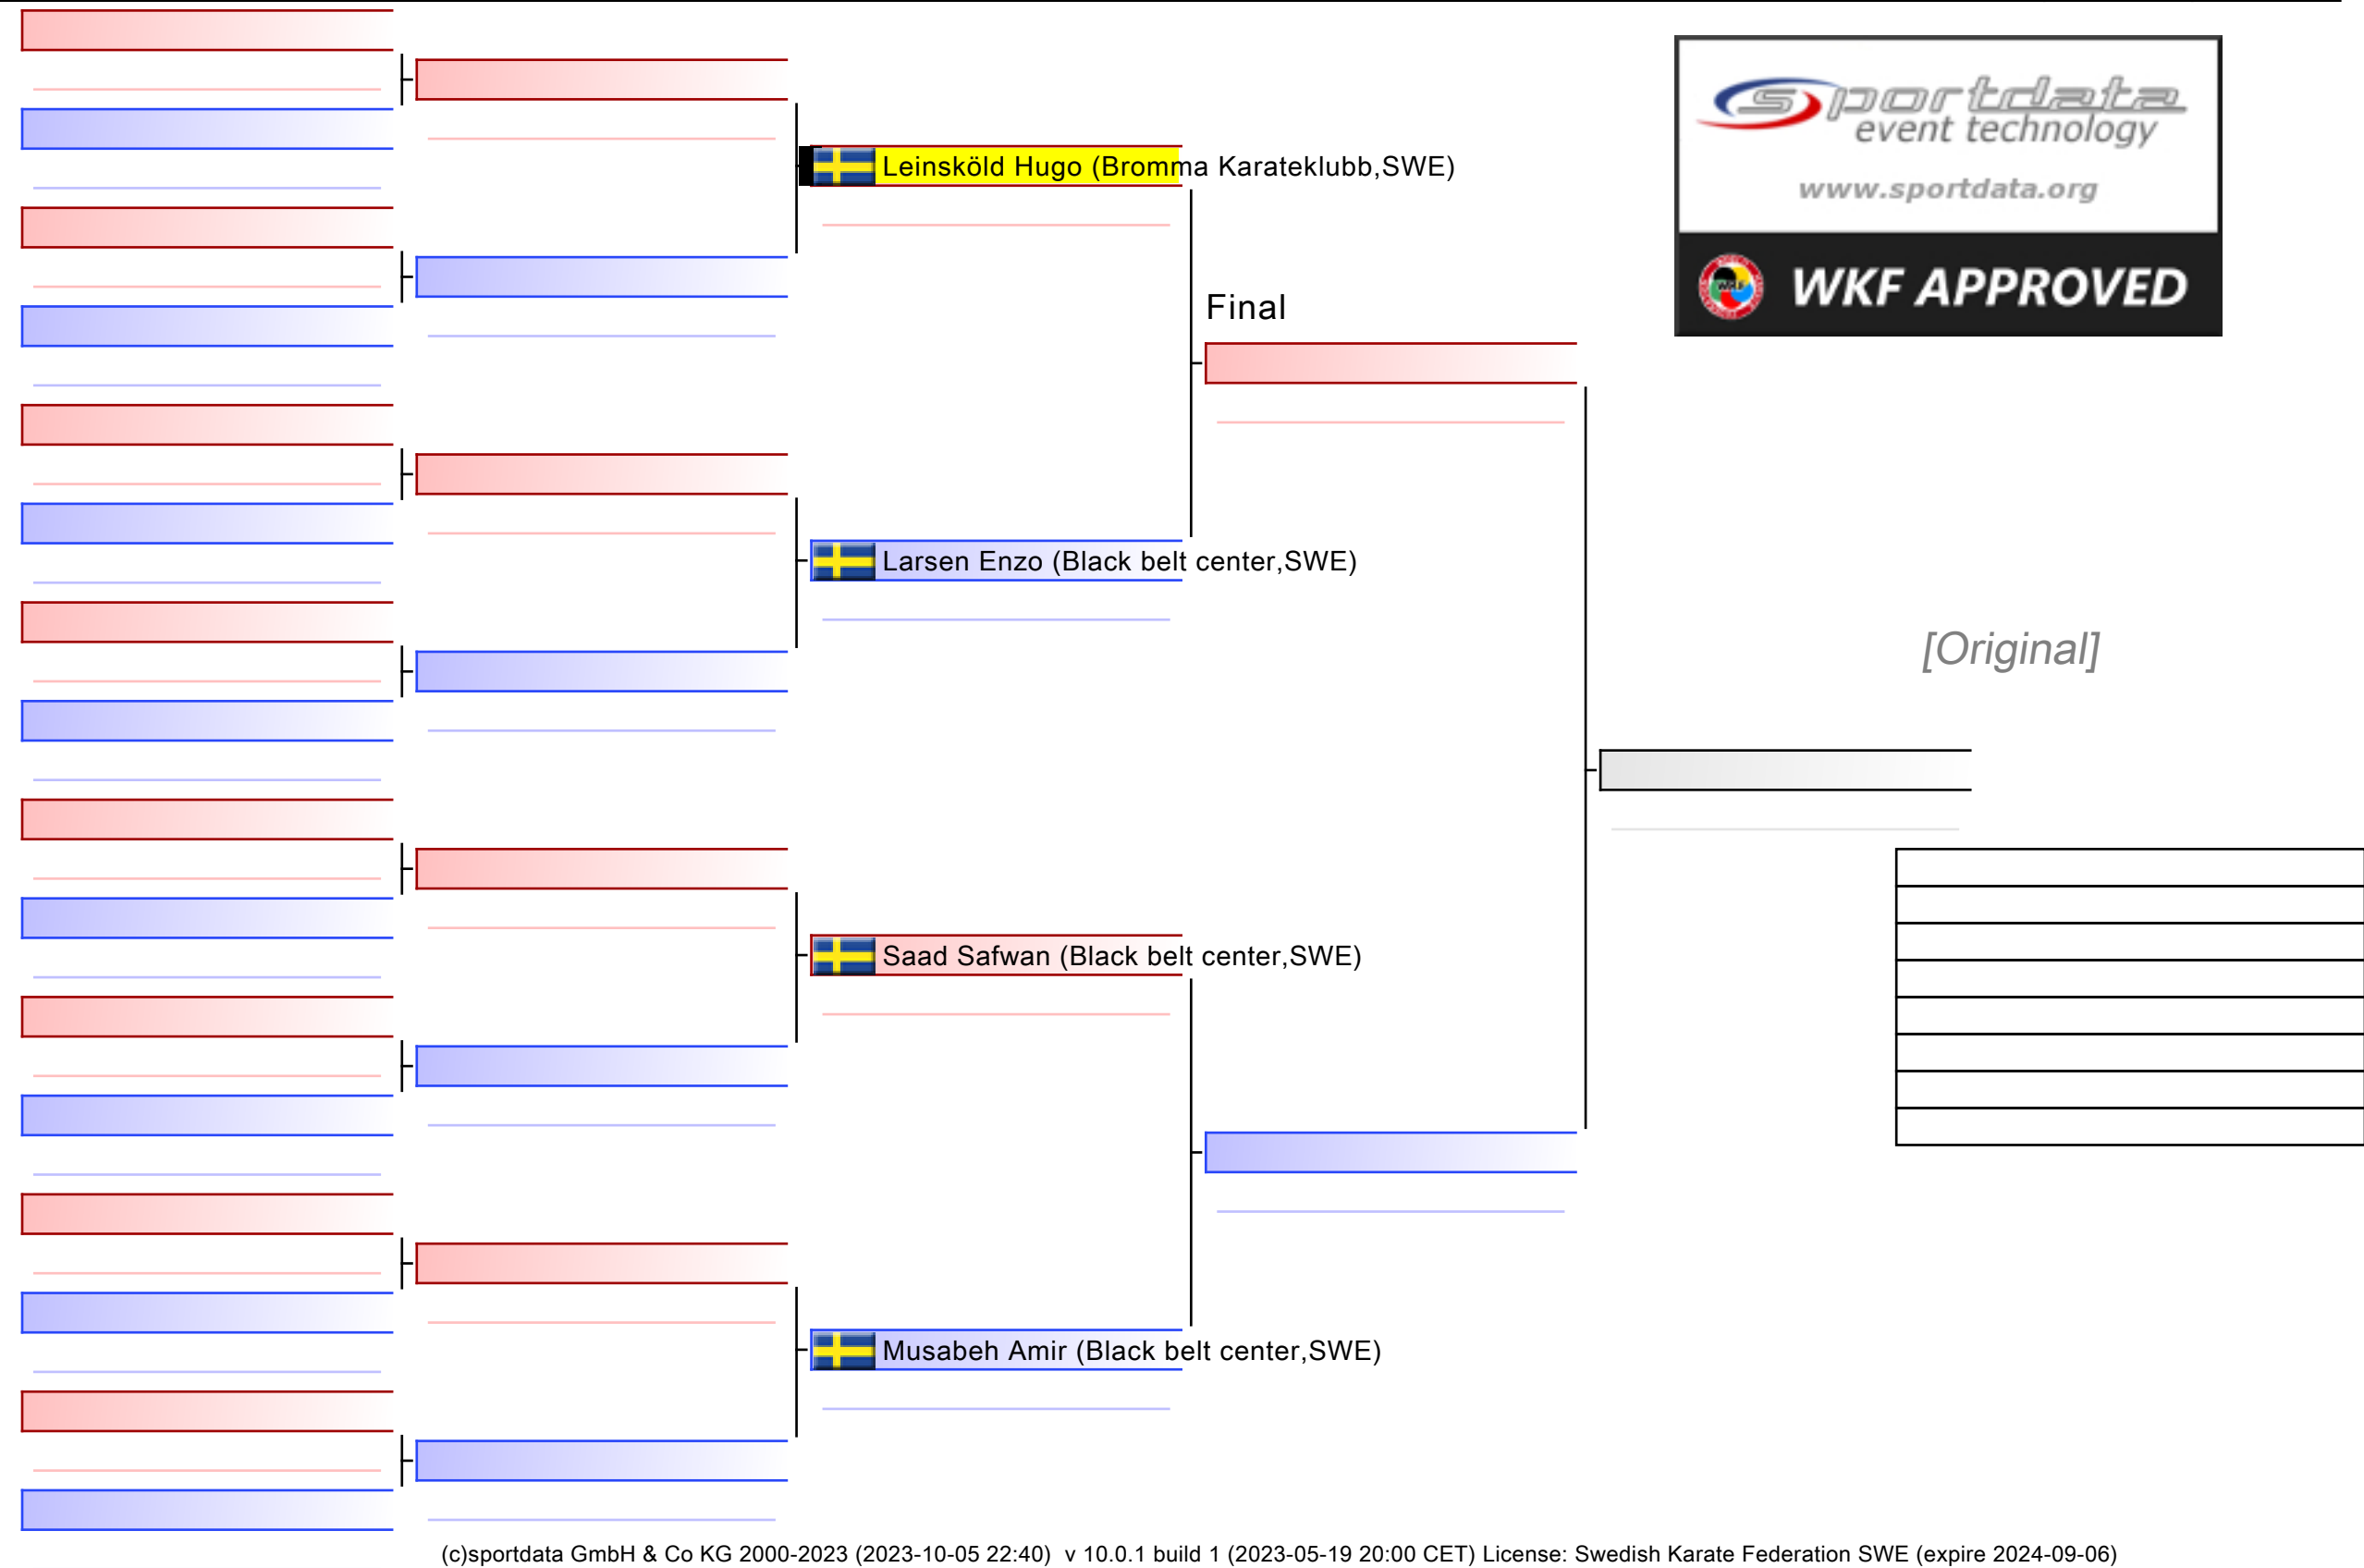 sportdata
event technology
www.sportdata.org
WKF APPROVED
Leinsköld Hugo (Bromma Karateklubb,SWE)
Final
Larsen Enzo (Black belt center,SWE)
[Original]
Saad Safwan (Black belt center,SWE)
Musabeh Amir (Black belt center,SWE)
(c)sportdata GmbH & Co KG 2000-2023 (2023-10-05 22:40)  v 10.0.1 build 1 (2023-05-19 20:00 CET) License: Swedish Karate Federation SWE (expire 2024-09-06)